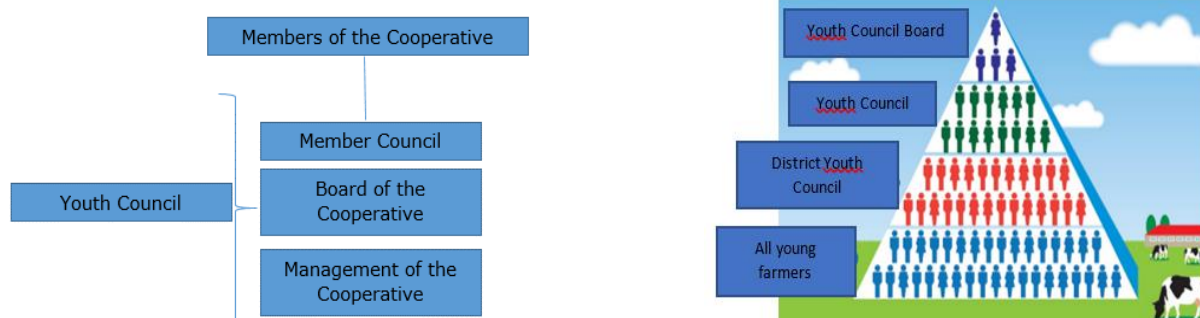 Members of the Cooperative
Member Council
Youth Council
Board of the
Cooperative
Management of the
Cooperative
Youth Council Board
Youth Council
District Youth
Council
All young
farmers